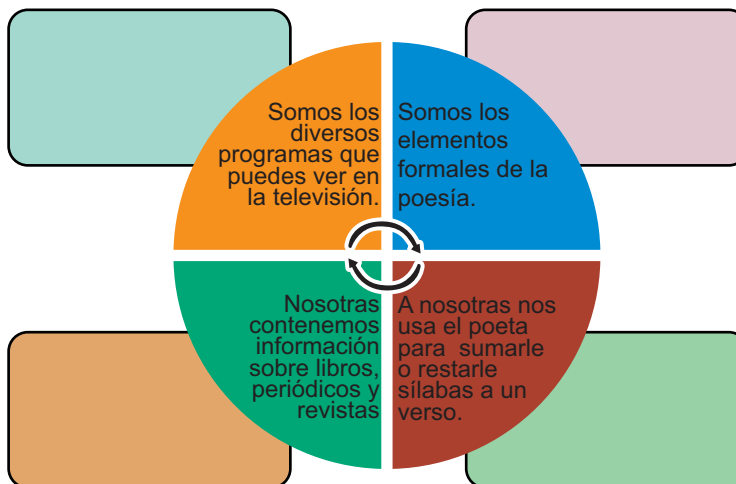 Somos los
diversos
programas que
puedes ver en
la televisión.
Somos los
elementos
formales de la
poesía.
Nosotras
contenemos
información
sobre libros,
periódicos y
revistas
A nosotras nos
usa el poeta
para sumarle
o restarle
sílabas a un
verso.